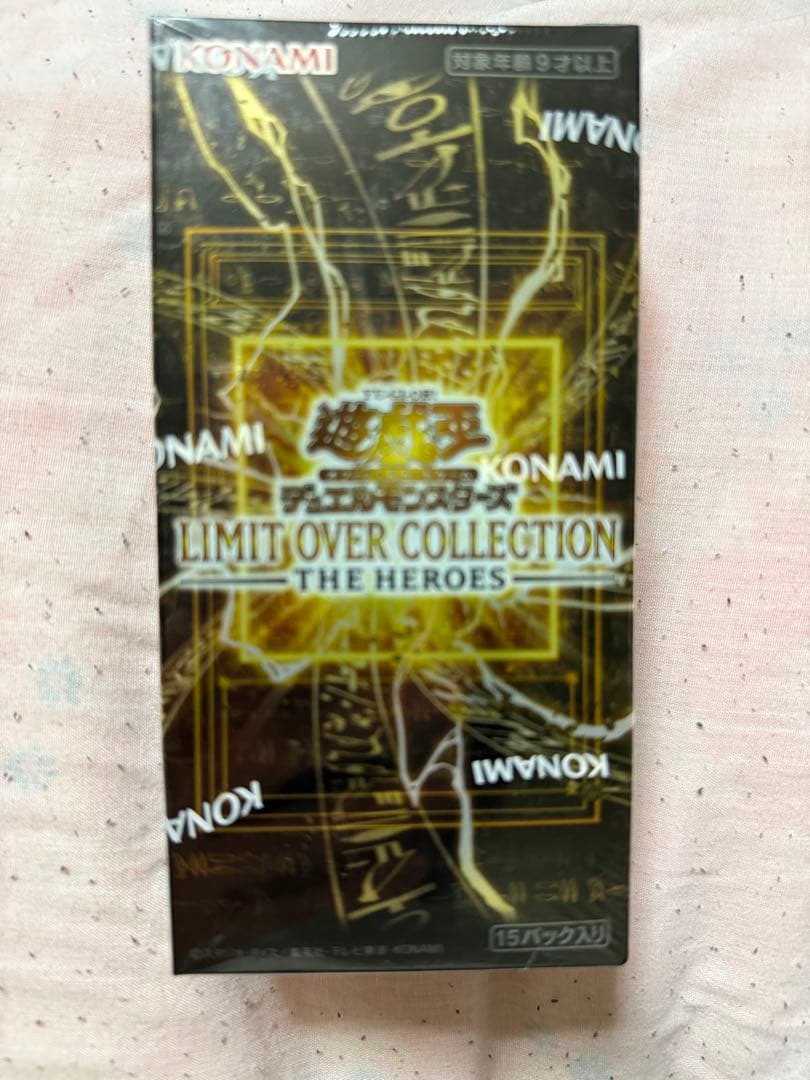 KONAMI
対象年齢9才以上
KONAMI
遊戯王
デュエルモンスターズ
KONAMI
KONAMI
LIMIT OVER COLLECTION
THE HEROES
KONAMI
KONA
15パック入り
KONAMI